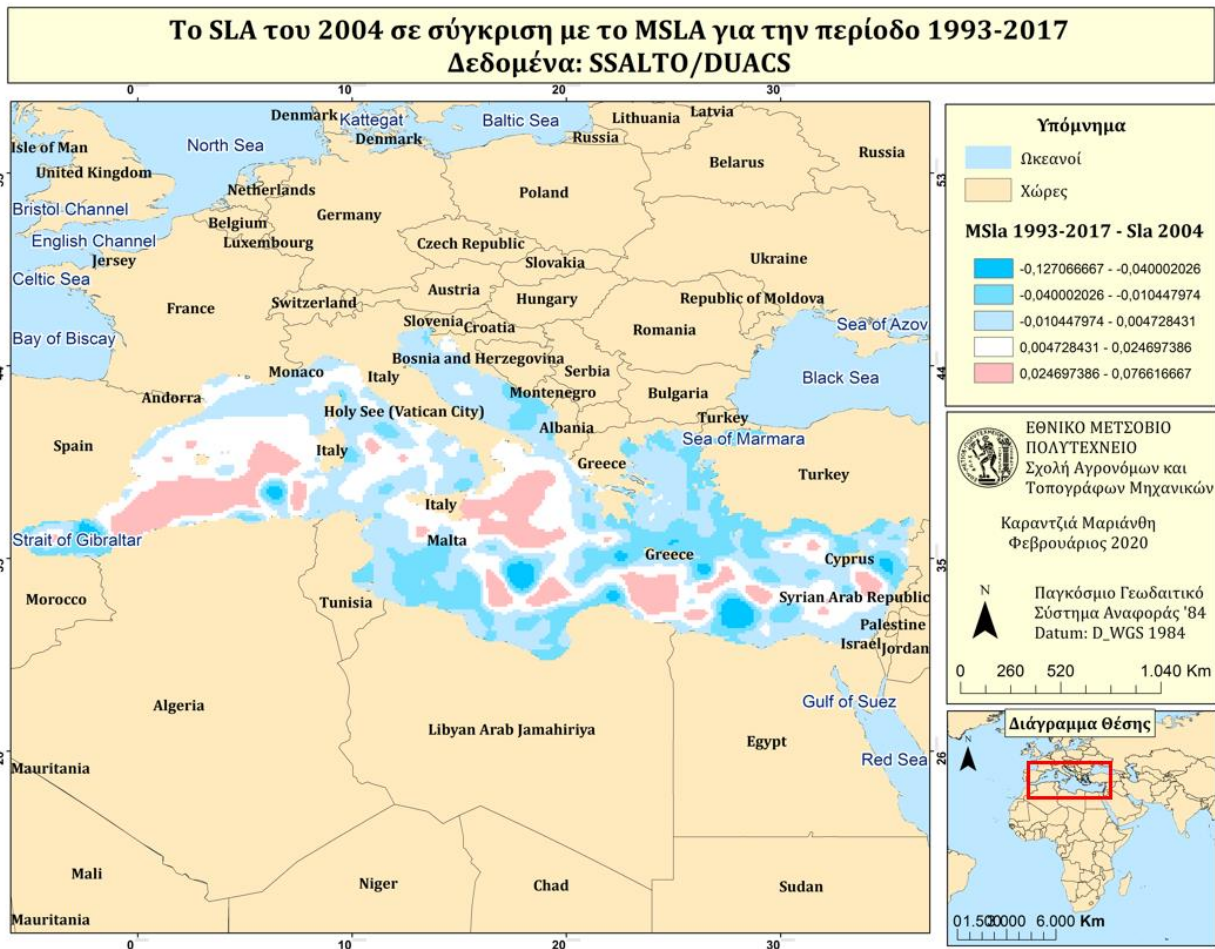 Το SLA του 2004 σε σύγκριση με το MSLA για την περίοδο 1993-2017
Δεδομένα: SSALTO/DUACS
0 10 20 30
Denmark
Kattegat
Denmark
Baltic Sea
Lithuania
Latvia
Russia
Russia
Isle of Man
North Sea
Belarus
United Kingdom
53
Netherlands
Poland
Bristol Channel
Belgium
Germany
English Channel
Luxembourg
Czech Republic
Jersey
Slovakia
Ukraine
Celtic Sea
Austria
France
Switzerland
Hungary
Republic of Moldova
Slovenia
Croatia
Romania
Sea of Azov
Bay of Biscay
Bosnia and Herzegovina
Monaco
Italy
Serbia
44
Black Sea
Andorra
Montenegro
Bulgaria
Holy See (Vatican City)
Albania
Turkey
Spain
Italy
Sea of Marmara
Greece
Turkey
Italy
Strait of Gibraltar
Malta
Greece
Cyprus
35
Morocco
Tunisia
Syrian Arab Republic
Palestine
Israel
Jordan
Algeria
Gulf of Suez
Libyan Arab Jamahiriya
Egypt
Mauritania
Red Sea
26
Mali
Niger
Chad
Sudan
Mauritania
0 10 20 30
Υπόμνημα
Ωκεανοί
Χώρες
MSla 1993-2017 - Sla 2004
-0,127066667 - -0,040002026
-0,040002026 - -0,010447974
-0,010447974 - 0,004728431
0,004728431 - 0,024697386
0,024697386 - 0,076616667
ΕΘΝΙΚΟ ΜΕΤΣΟΒΙΟ
ΠΟΛΥΤΕΧΝΕΙΟ
Σχολή Αγρονόμων και
Τοπογράφων Μηχανικών
Καραντζιά Μαριάνθη
Φεβρουάριος 2020
N
Παγκόσμιο Γεωδαιτικό
Σύστημα Αναφοράς '84
Datum: D_WGS 1984
0 260 520 1.040 Km
Διάγραμμα Θέσης
N
6.000 Km